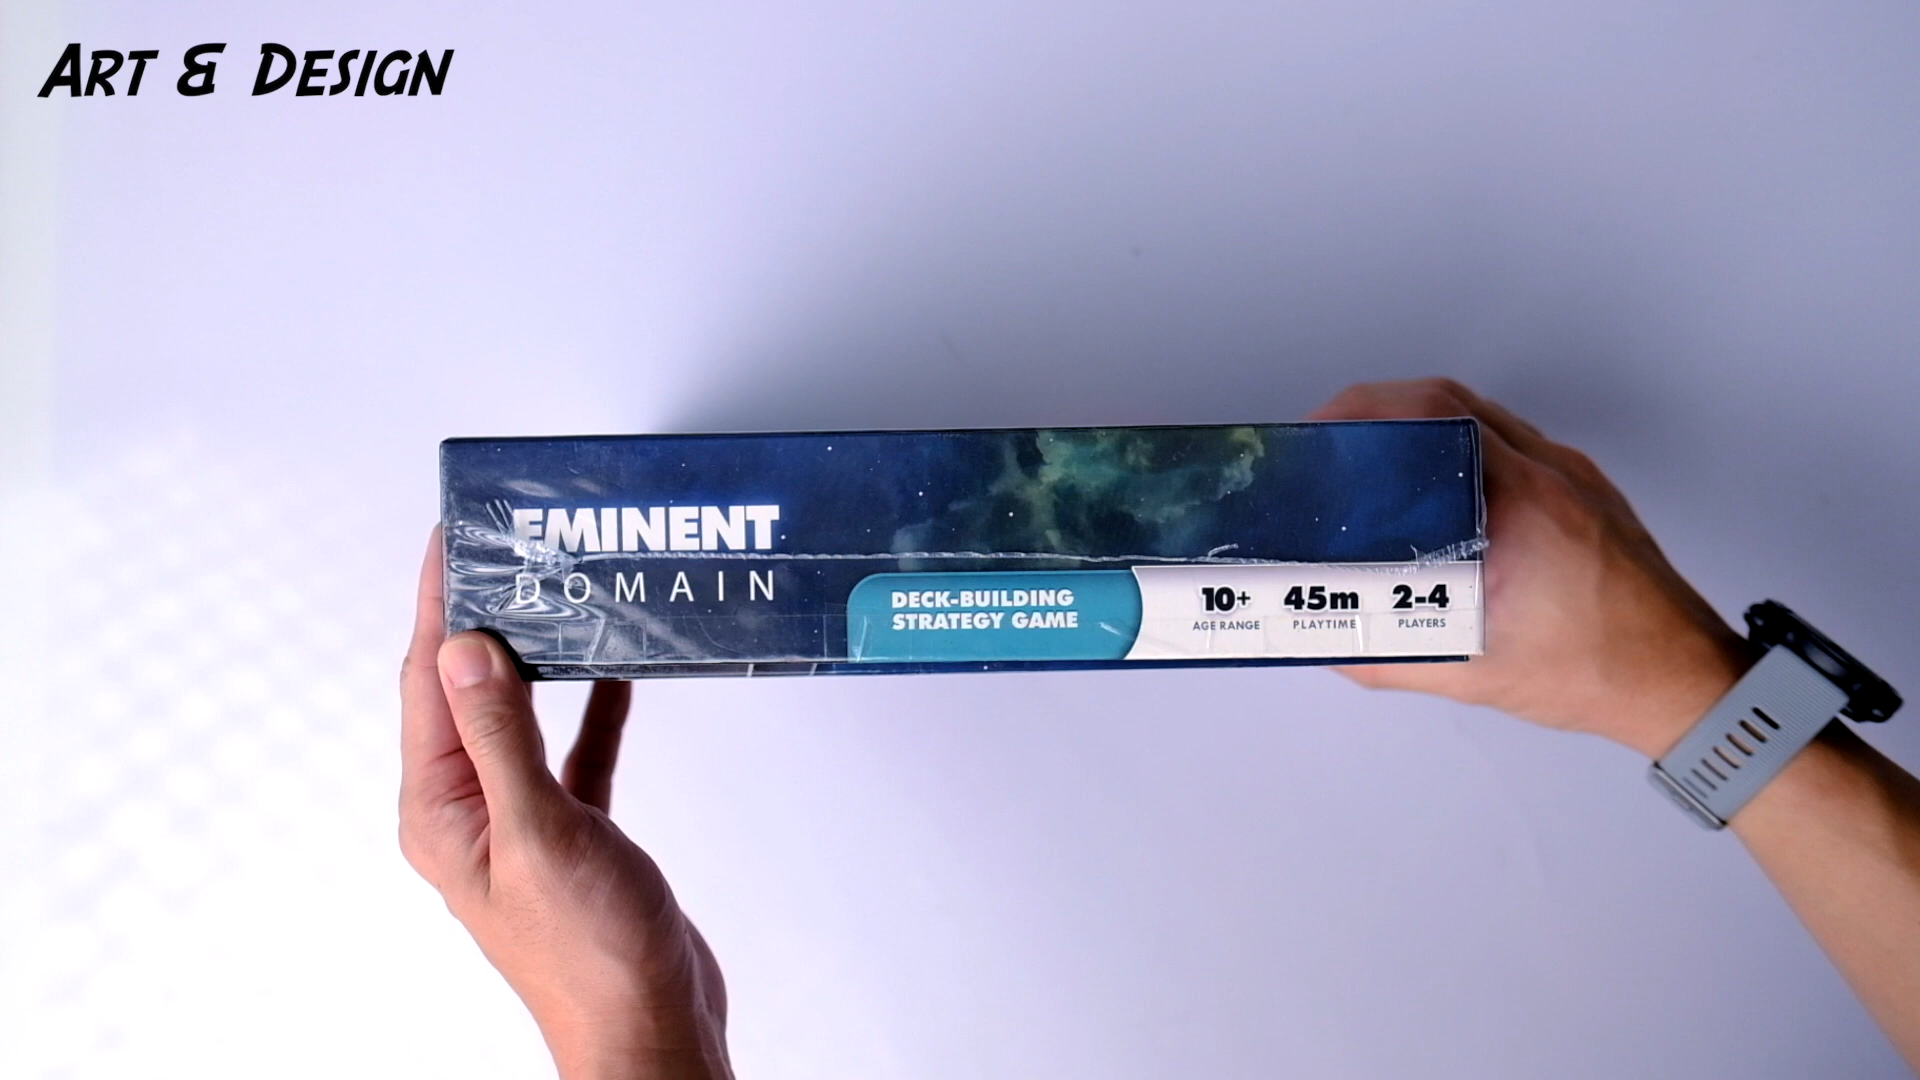 ART & DESIGN
EMINENT
DOMAIN
DECK-BUILDING
STRATEGY GAME
10+ 45m 2-4
AGE RANGE PLAYTIME PLAYERS